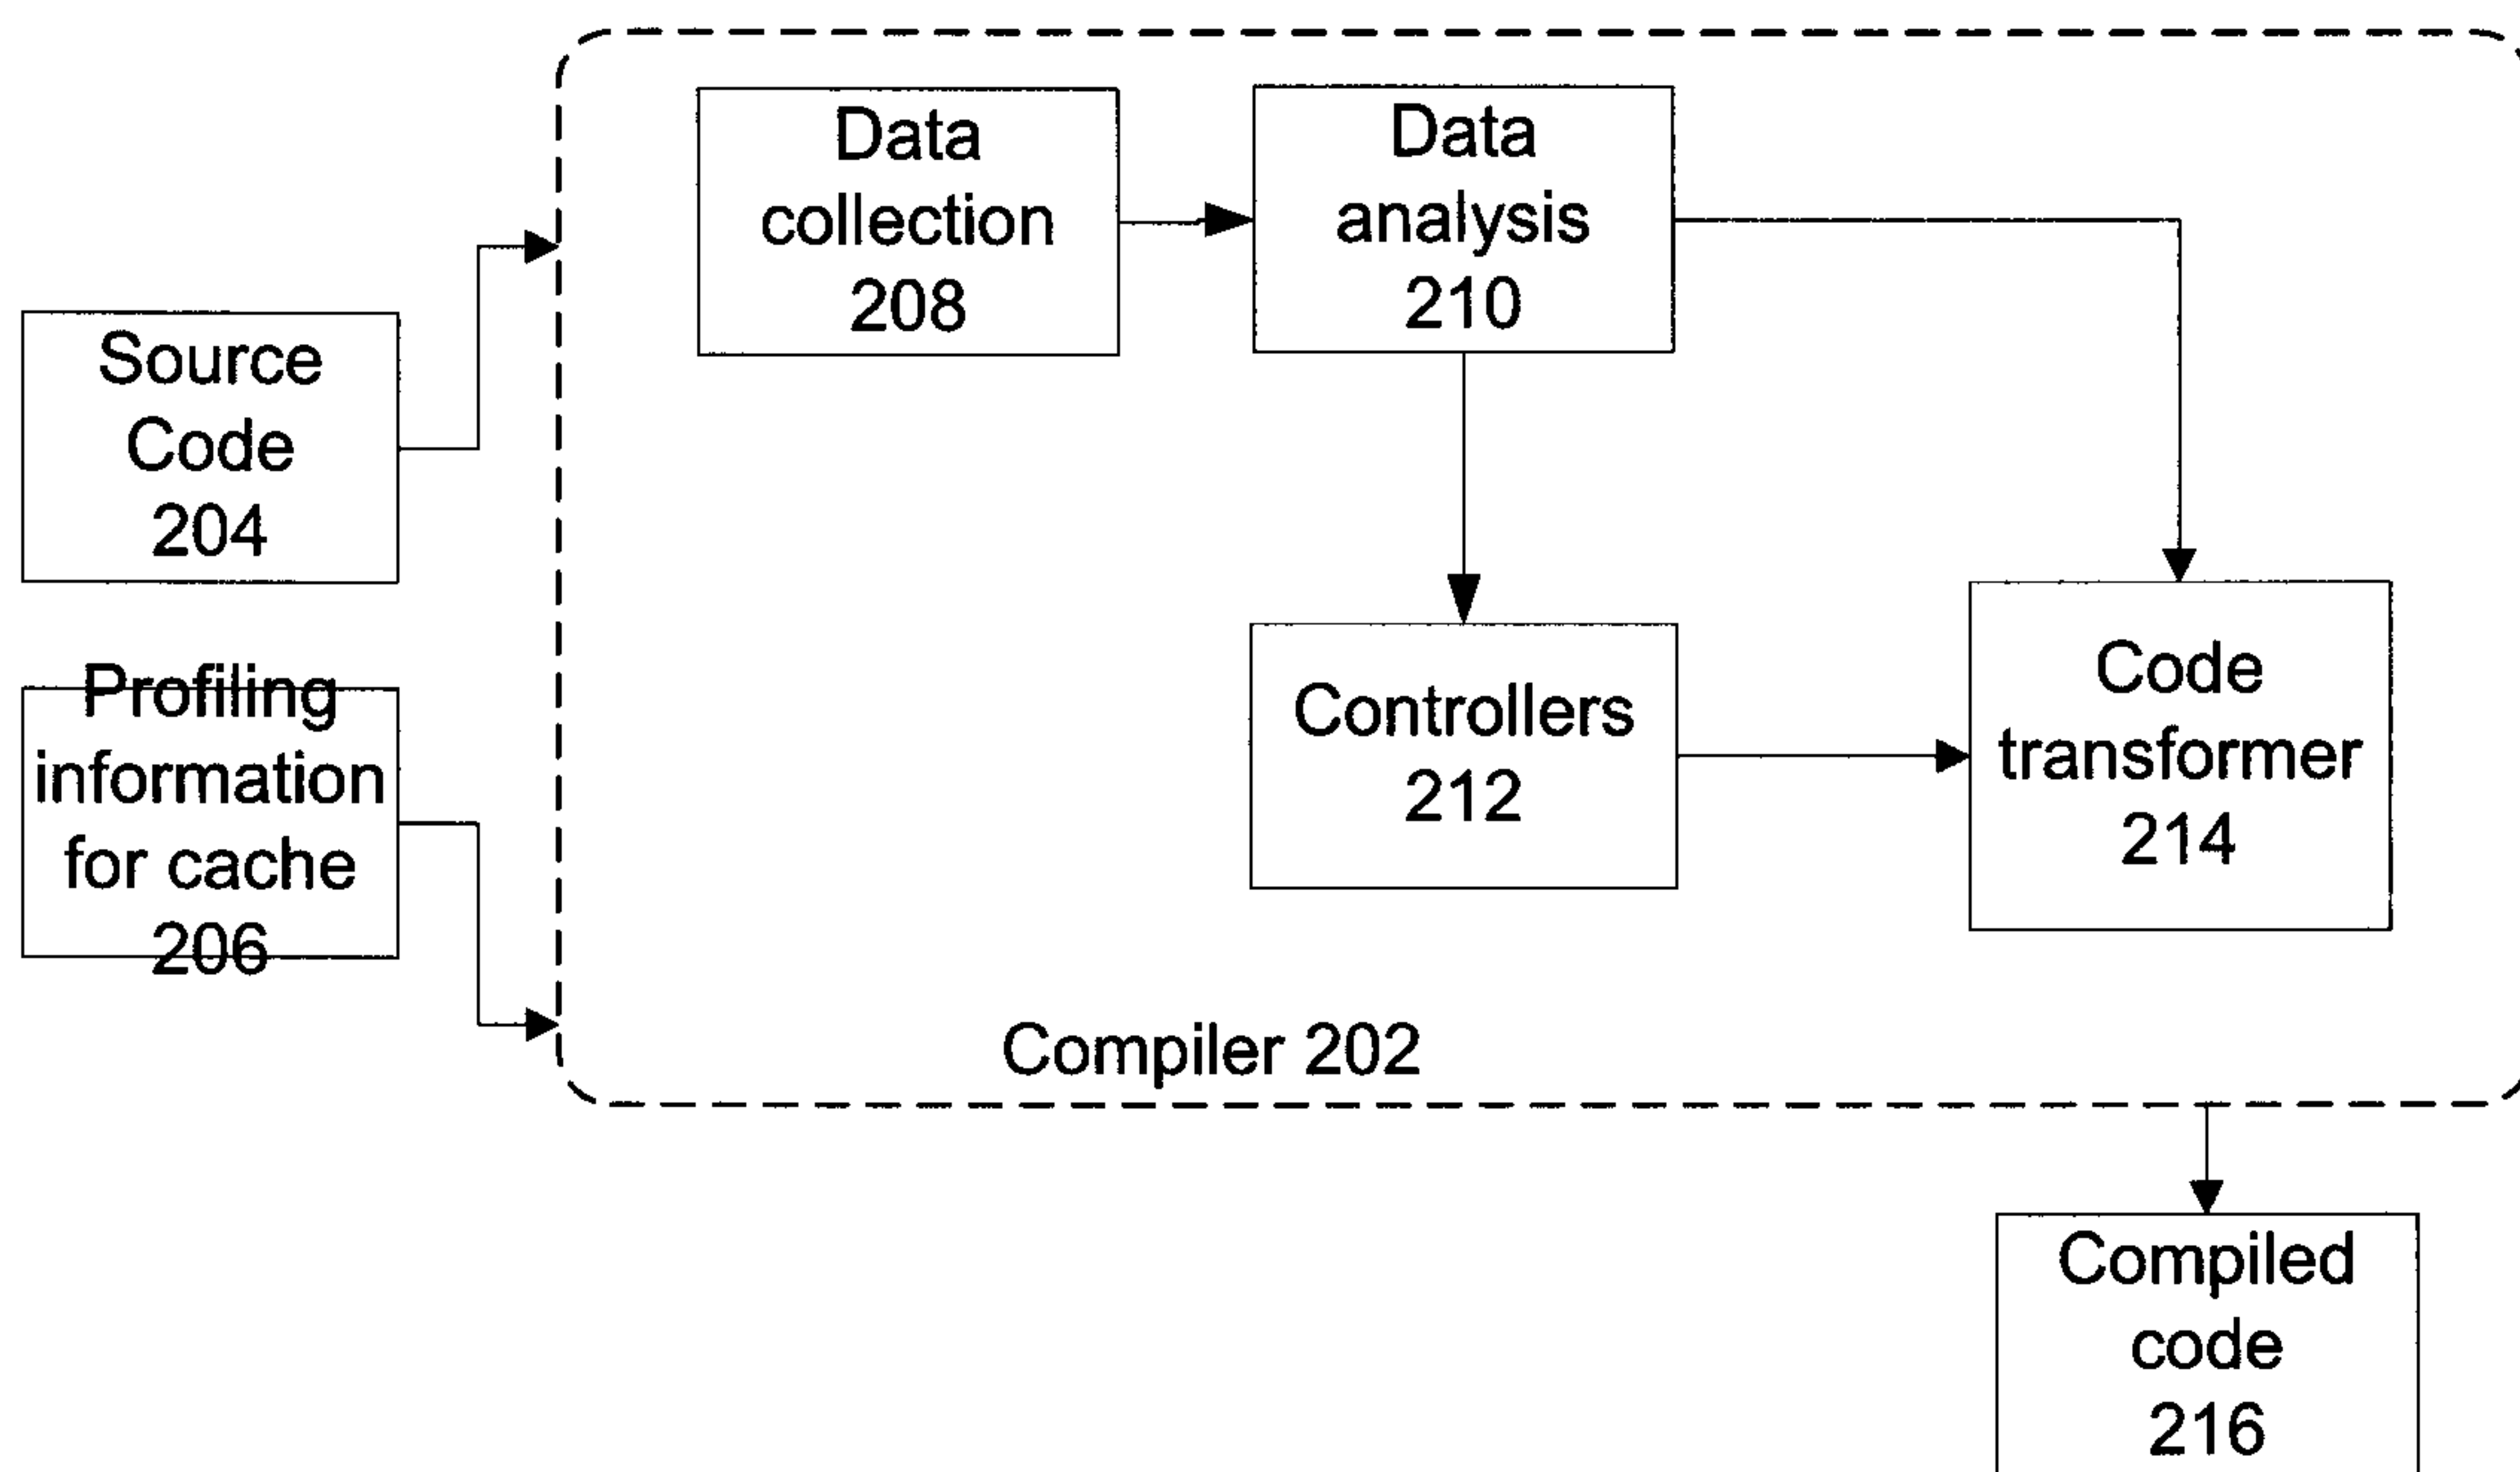 Data
collection
208
Data
analysis
210
Source
Code
204
Profiling
information
for cache
206
Controllers
212
Code
transformer
214
Compiler 202
Compiled
code
216